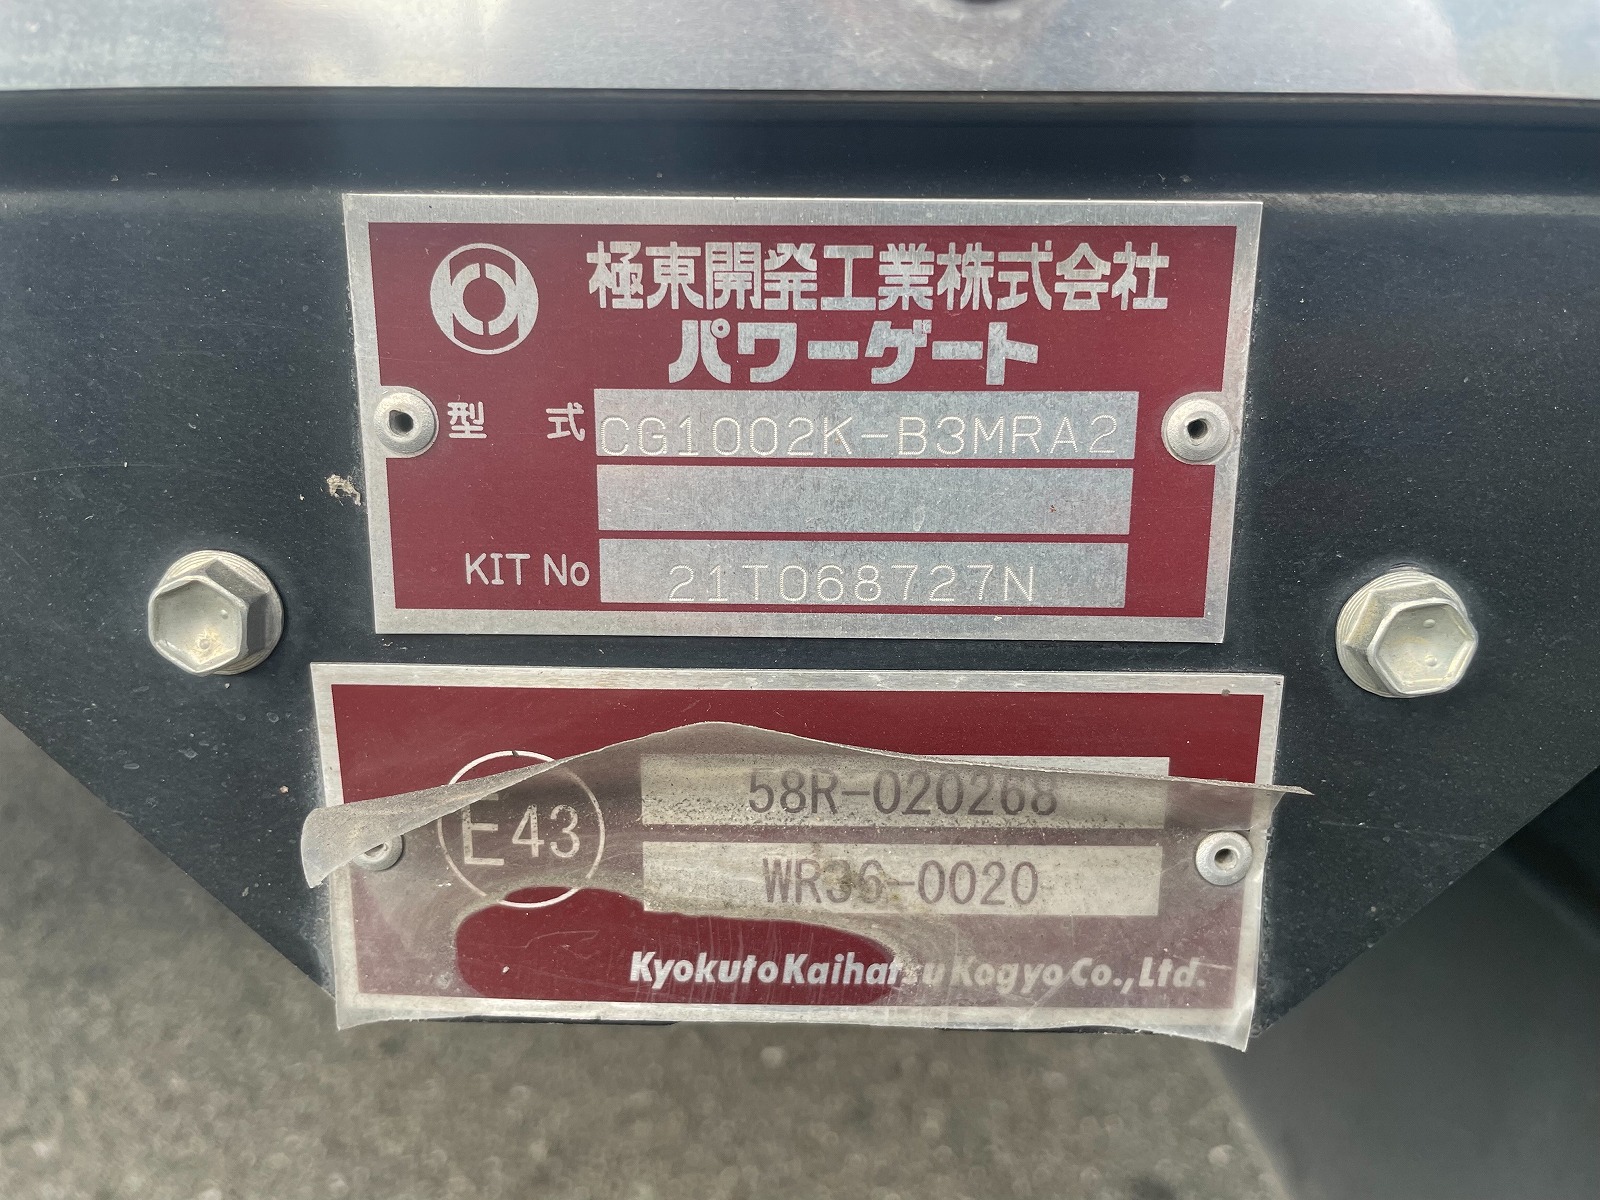 極東開発工業株式会社
パワーゲート
型式 CG1002K-B3MRA2
KIT No 21T068727N
E43 58R-020268
WR36-0020
Kyokuto Kaihatsu Kogyo Co., Ltd.